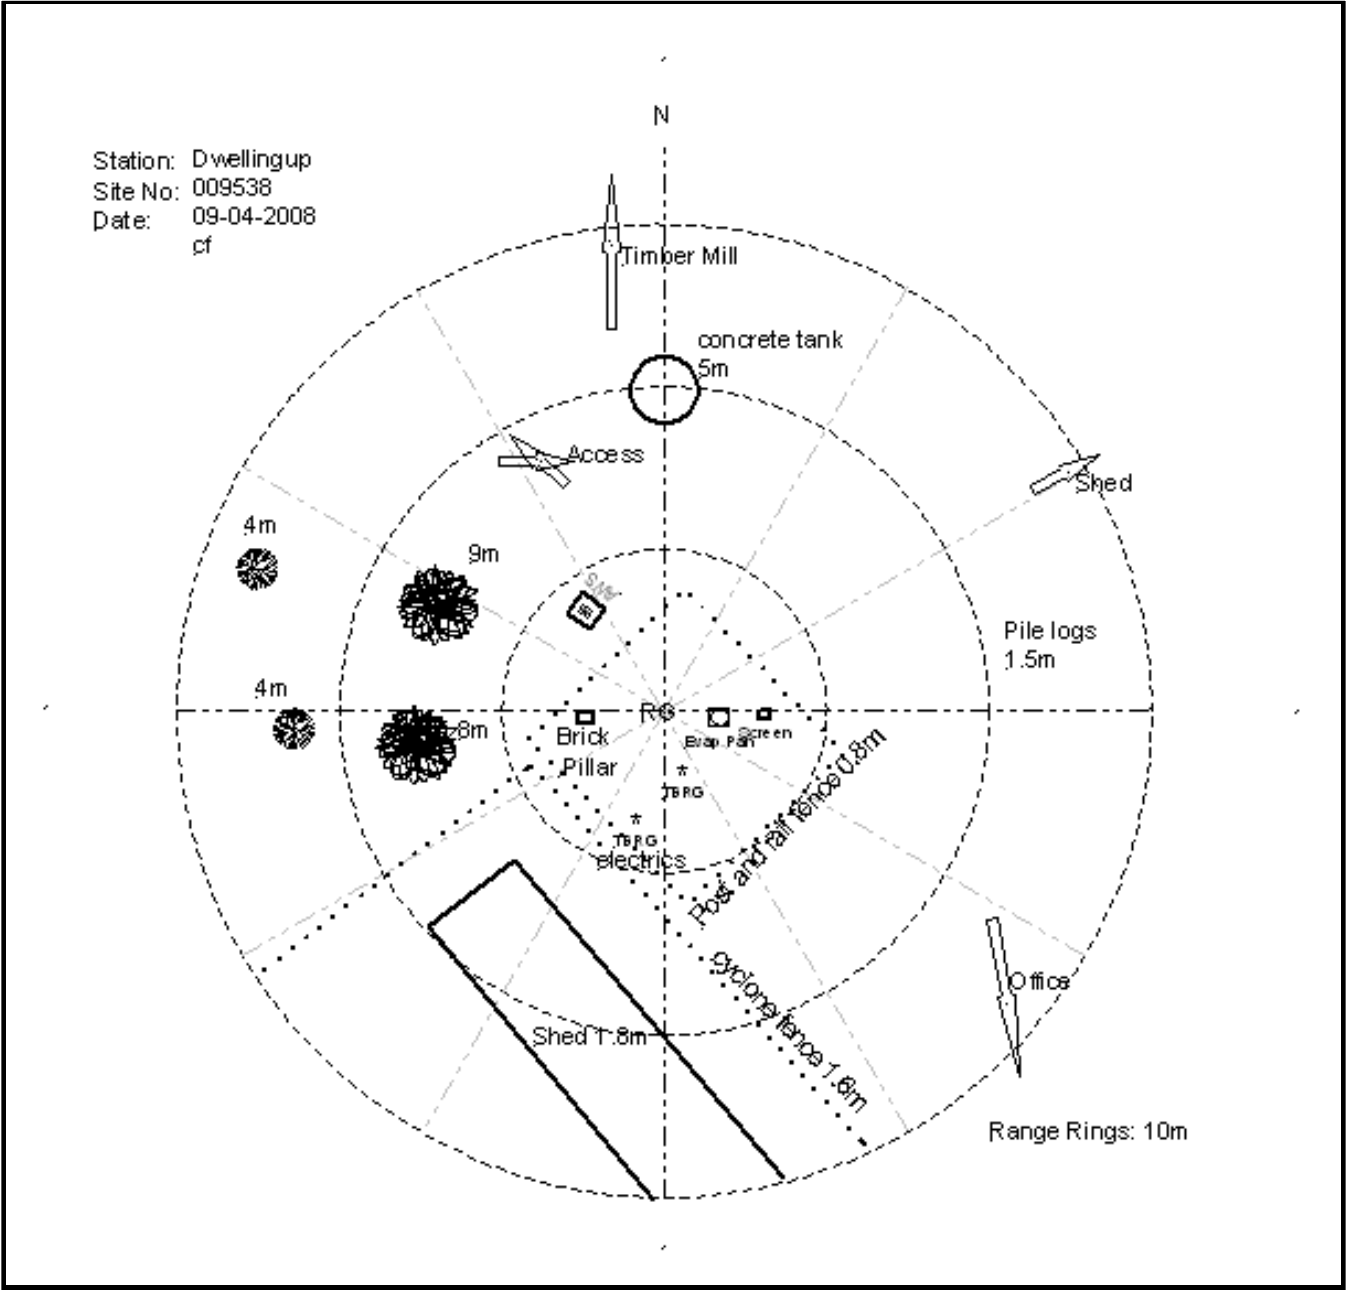 N
Station: Dwellingup
Site No: 009538
Date: 09-04-2008
cf
Timber Mill
concrete tank
5m
Access
Shed
4m
9m
AWS
Pile logs
1.5m
4m
8m
RG
Brick
Pillar
Evap. Pan
Screen
TBRG
TBRG
electrics
Post and rail fence 0.8m
cyclone fence 1.6m
Office
Shed 1.8m
Range Rings: 10m